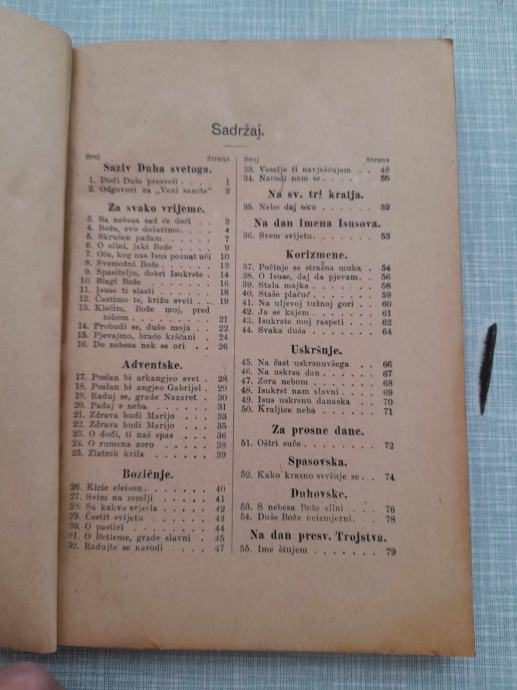 Sadržaj.
Broj Strana
Saziv Duha svetoga.
1. Dođi Duše presveti . . . . 1
2. Odgovori za „Veni sancte" 2
Za svako vrijeme.
3. Sa nebesa sad će doći . . 2
4. Bože, evo dolazimo. . . . 4
5. Skrušen padam . . . . . 7
6. O silni, jaki Bože . . . . 9
7. Oče, kog nas Isus poznat uči 10
8. Svemožni Bože . . . . . 13
9. Spasitelju, dobri Isukrste . 14
10. Blagi Bože . . . . . . 16
11. Isuse ti slasti . . . . . 18
12. Častimo te, križu sveti . . 19
13. Klečim, Bože moj, pred
tobom . . . . . . . 21
14. Probudi se, dušo moja . . 22
15. Pjevajmo, braćo kršćani . 24
16. Do nebesa nek se ori . . 26
Adventske.
17. Poslan bi arkangjeo svet . 28
18. Poslan bi angjeo Gabrijel . 29
19. Raduj se, grade Nazaret . 30
20. Padaj s neba . . . . . . 31
21. Zdrava budi Marijo . . . 33
22. Zdrava budi Marijo . . . 35
23. O dođi, ti naš spas . . . 36
24. O rumena zoro . . . . . 38
25. Zlatnih krila . . . . . . 39
Božićnje.
26. Kirie eleison . . . . . . 40
27. Svim na zemlji . . . . . 41
28. Sa kakva svjetla . . . . 42
29. Čestit svijetu . . . . . 43
30. O pastiri . . . . . . . 44
31. O Betleme, grade slavni . 45
32. Radujte se narodi . . . . 47
Broj Strana
33. Veselje ti navješćujem . . 48
34. Narodi nam se . . . . . 50
Na sv. tri kralja.
35. Nebo daj oku . . . . . 52
Na dan imena Isusova.
36. Svem svijetu . . . . . . 53
Korizmene.
37. Počinje se strašna muka . 54
38. O Isuse, daj da pjevam . . 56
39. Stala majka . . . . . . 58
40. Staše plačuć . . . . . . 59
41. Na uljevoj tužnoj gori . . 60
42. Ja se kajem . . . . . . 61
43. Isukrste moj raspeti . . . 62
44. Svaka duša . . . . . . 64
Uskršnje.
45. Na čast uskrsnuvšega . . 66
46. Na uskrsa dan . . . . . 67
47. Zora nebom . . . . . . 68
48. Isukrst nam slavni . . . 69
49. Isus uskrsnu danaska . . 70
50. Kraljice neba . . . . . . 71
Za prosne dane.
51. Oštri suče . . . . . . . 72
Spasovska.
52. Kako krasno svršuje se . . 74
Duhovske.
53. S nebesa Bože silni . . . 76
54. Duše Bože neizmjerni . . 78
Na dan presv. Trojstva.
55. Ime štujem . . . . . . 79